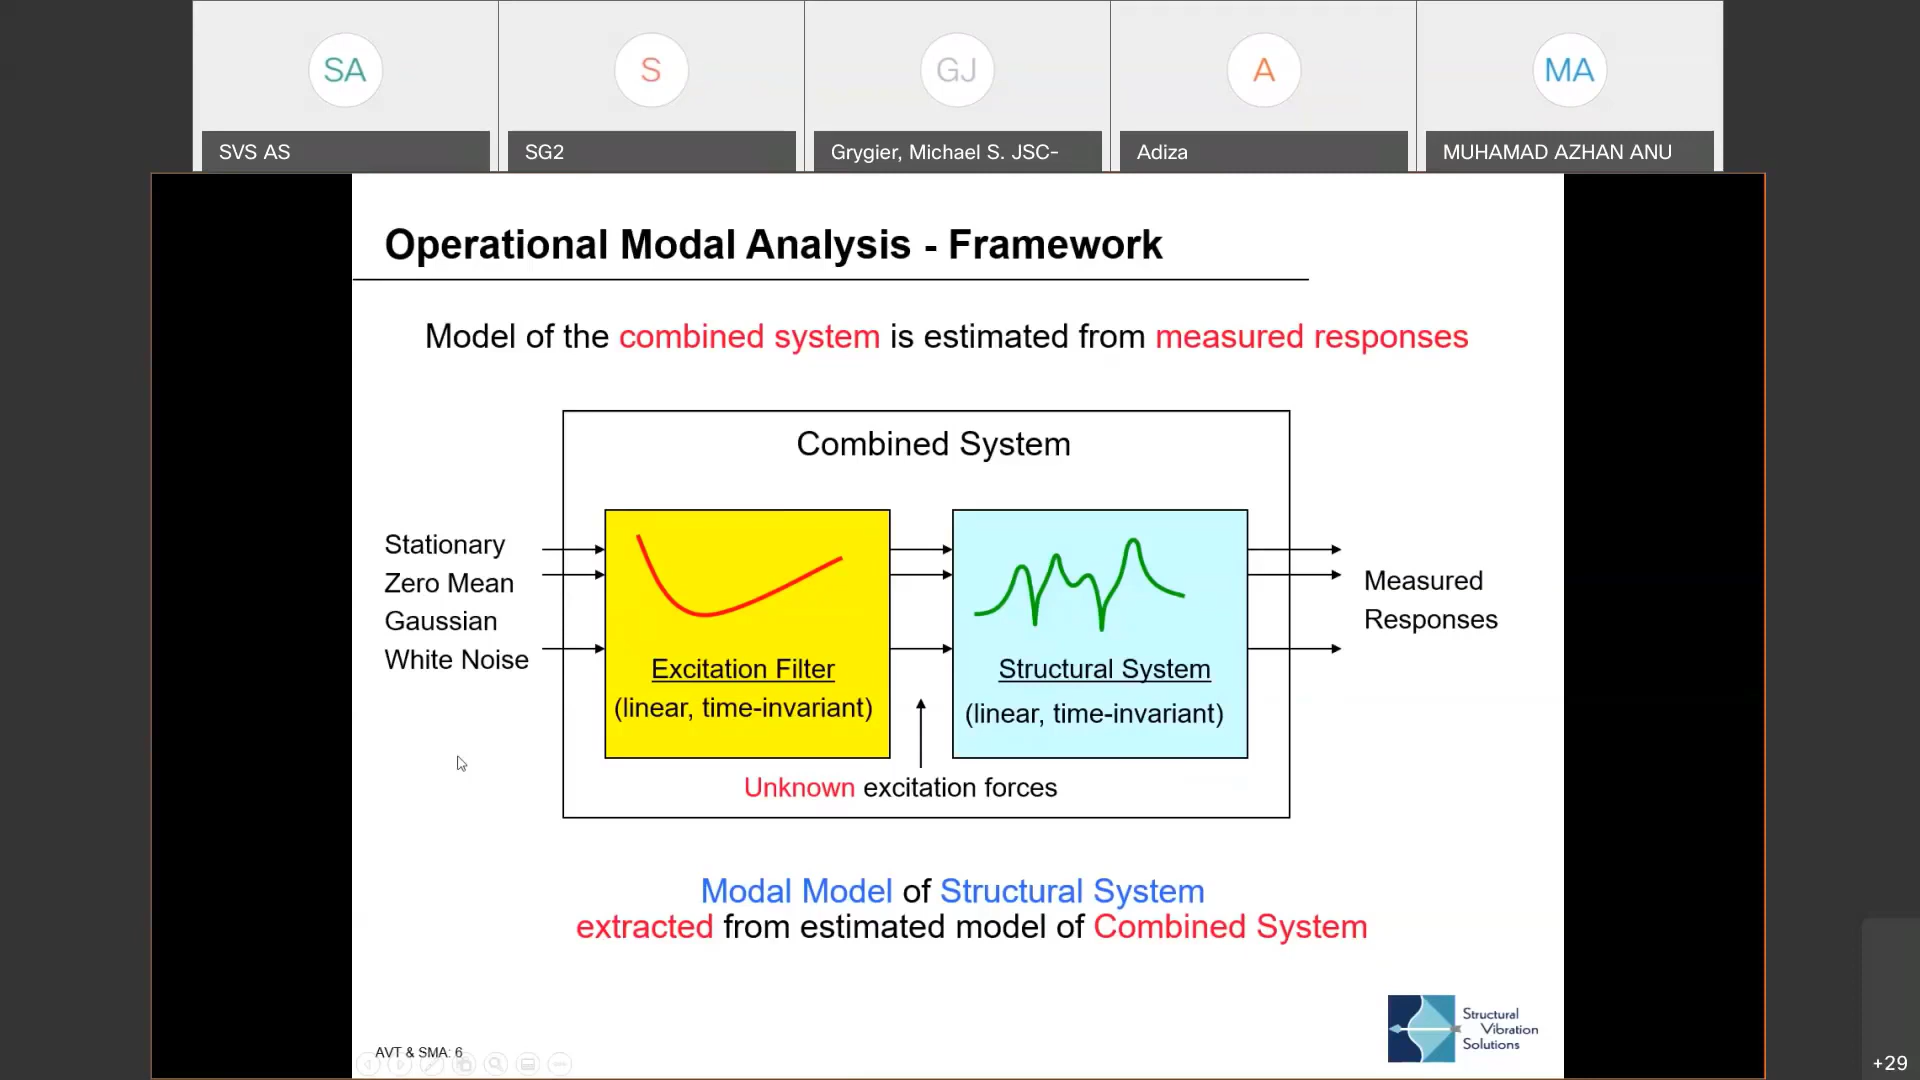 SA
S
GJ
A
MA
SVS AS
SG2
Grygier, Michael S. JSC-
Adiza
MUHAMAD AZHAN ANU
Operational Modal Analysis - Framework
Model of the combined system is estimated from measured responses
Combined System
Stationary
Zero Mean
Gaussian
White Noise
Excitation Filter
(linear, time-invariant)
Structural System
(linear, time-invariant)
Measured
Responses
Unknown excitation forces
Modal Model of Structural System
extracted from estimated model of Combined System
Structural
Vibration
Solutions
AVT & SMA: 6
+29